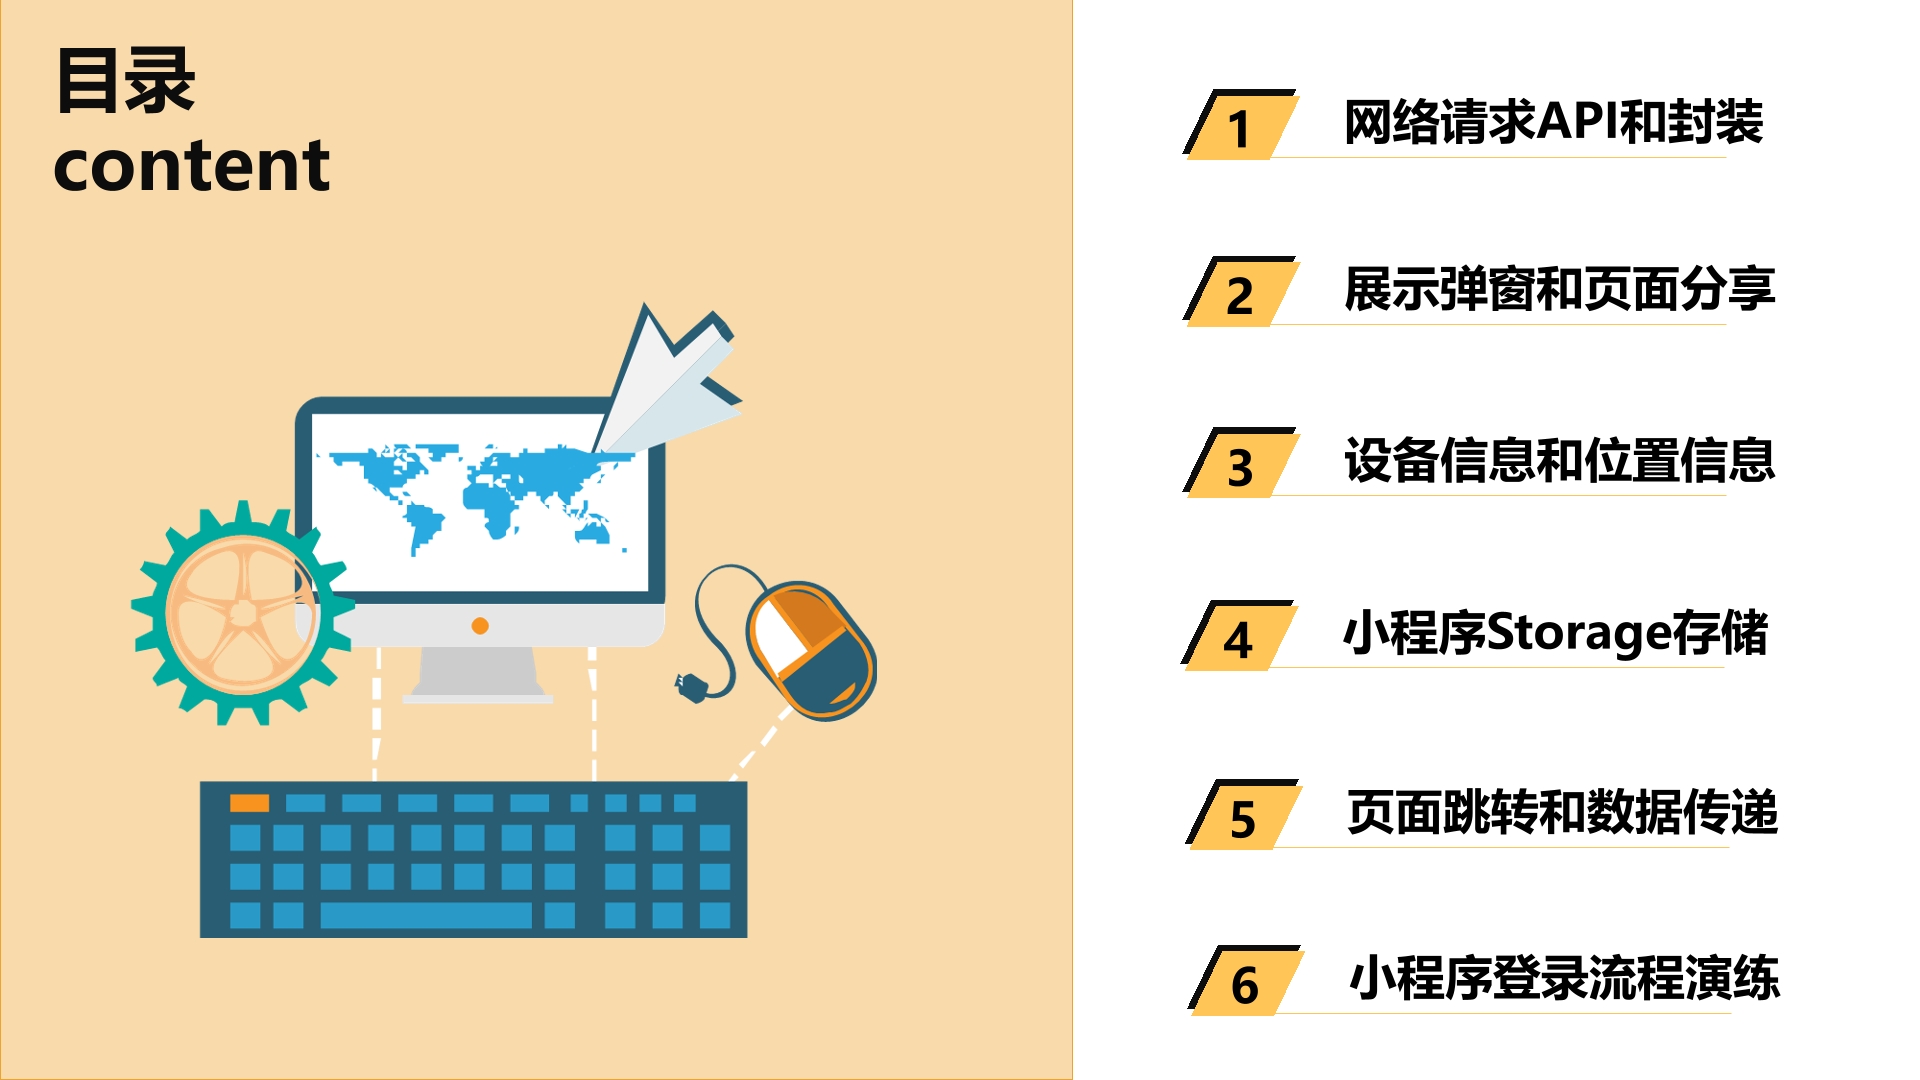 目录
content
1 网络请求API和封装
2 展示弹窗和页面分享
3 设备信息和位置信息
4 小程序Storage存储
5 页面跳转和数据传递
6 小程序登录流程演练